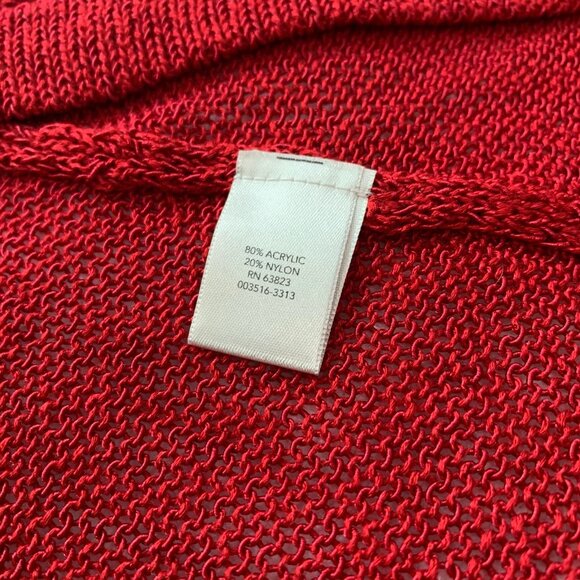 80% ACRYLIC
20% NYLON
RN 63823
003516-3313